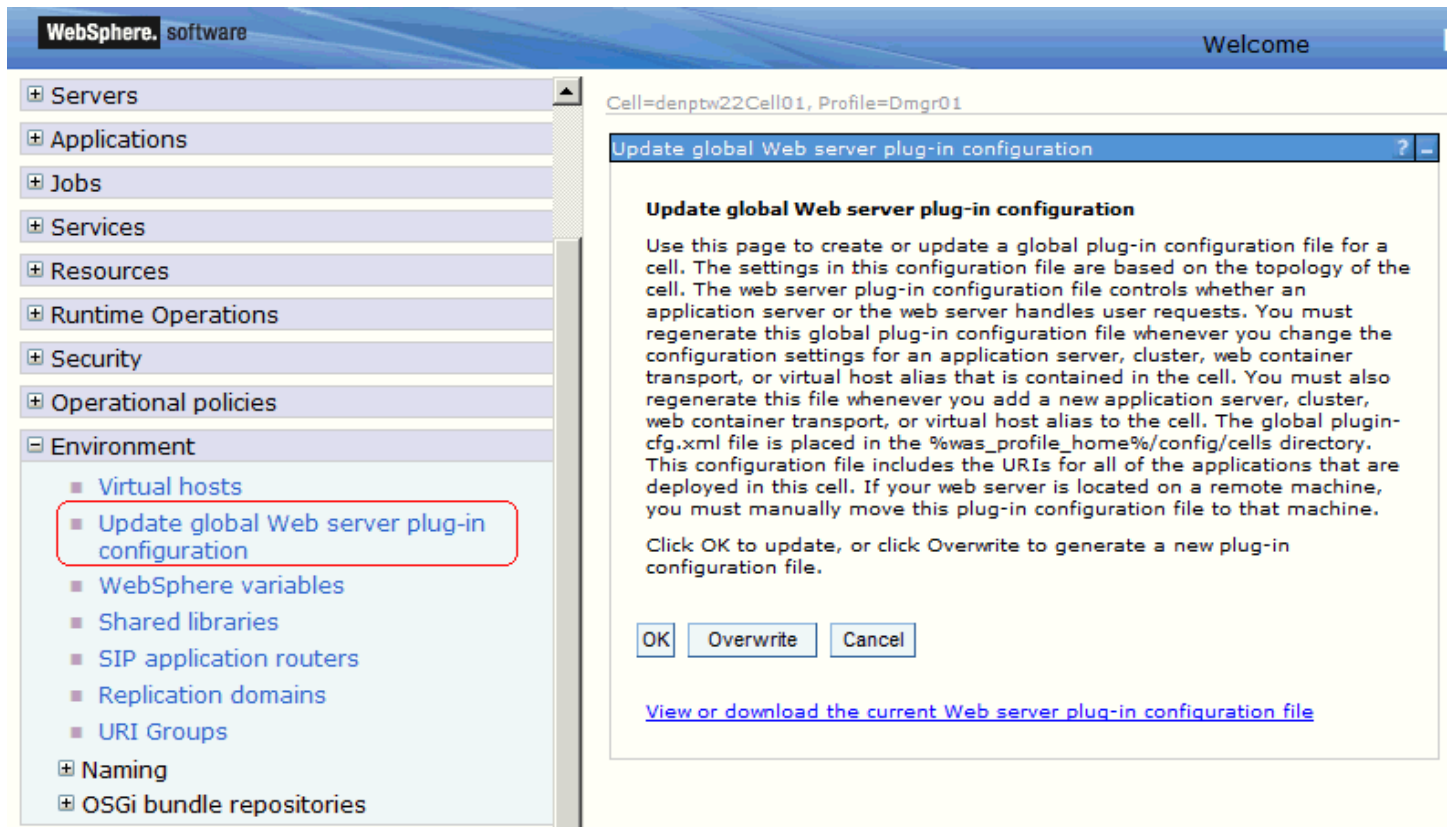 WebSphere. software
Welcome
Servers
Applications
Jobs
Services
Resources
Runtime Operations
Security
Operational policies
Environment
Virtual hosts
Update global Web server plug-in
configuration
WebSphere variables
Shared libraries
SIP application routers
Replication domains
URI Groups
Naming
OSGi bundle repositories
Cell=denptw22Cell01, Profile=Dmgr01
Update global Web server plug-in configuration ? -
Update global Web server plug-in configuration
Use this page to create or update a global plug-in configuration file for a
cell. The settings in this configuration file are based on the topology of the
cell. The web server plug-in configuration file controls whether an
application server or the web server handles user requests. You must
regenerate this global plug-in configuration file whenever you change the
configuration settings for an application server, cluster, web container
transport, or virtual host alias that is contained in the cell. You must also
regenerate this file whenever you add a new application server, cluster,
web container transport, or virtual host alias to the cell. The global plugin-
cfg.xml file is placed in the %was_profile_home%/config/cells directory.
This configuration file includes the URIs for all of the applications that are
deployed in this cell. If your web server is located on a remote machine,
you must manually move this plug-in configuration file to that machine.
Click OK to update, or click Overwrite to generate a new plug-in
configuration file.
OK Overwrite Cancel
View or download the current Web server plug-in configuration file